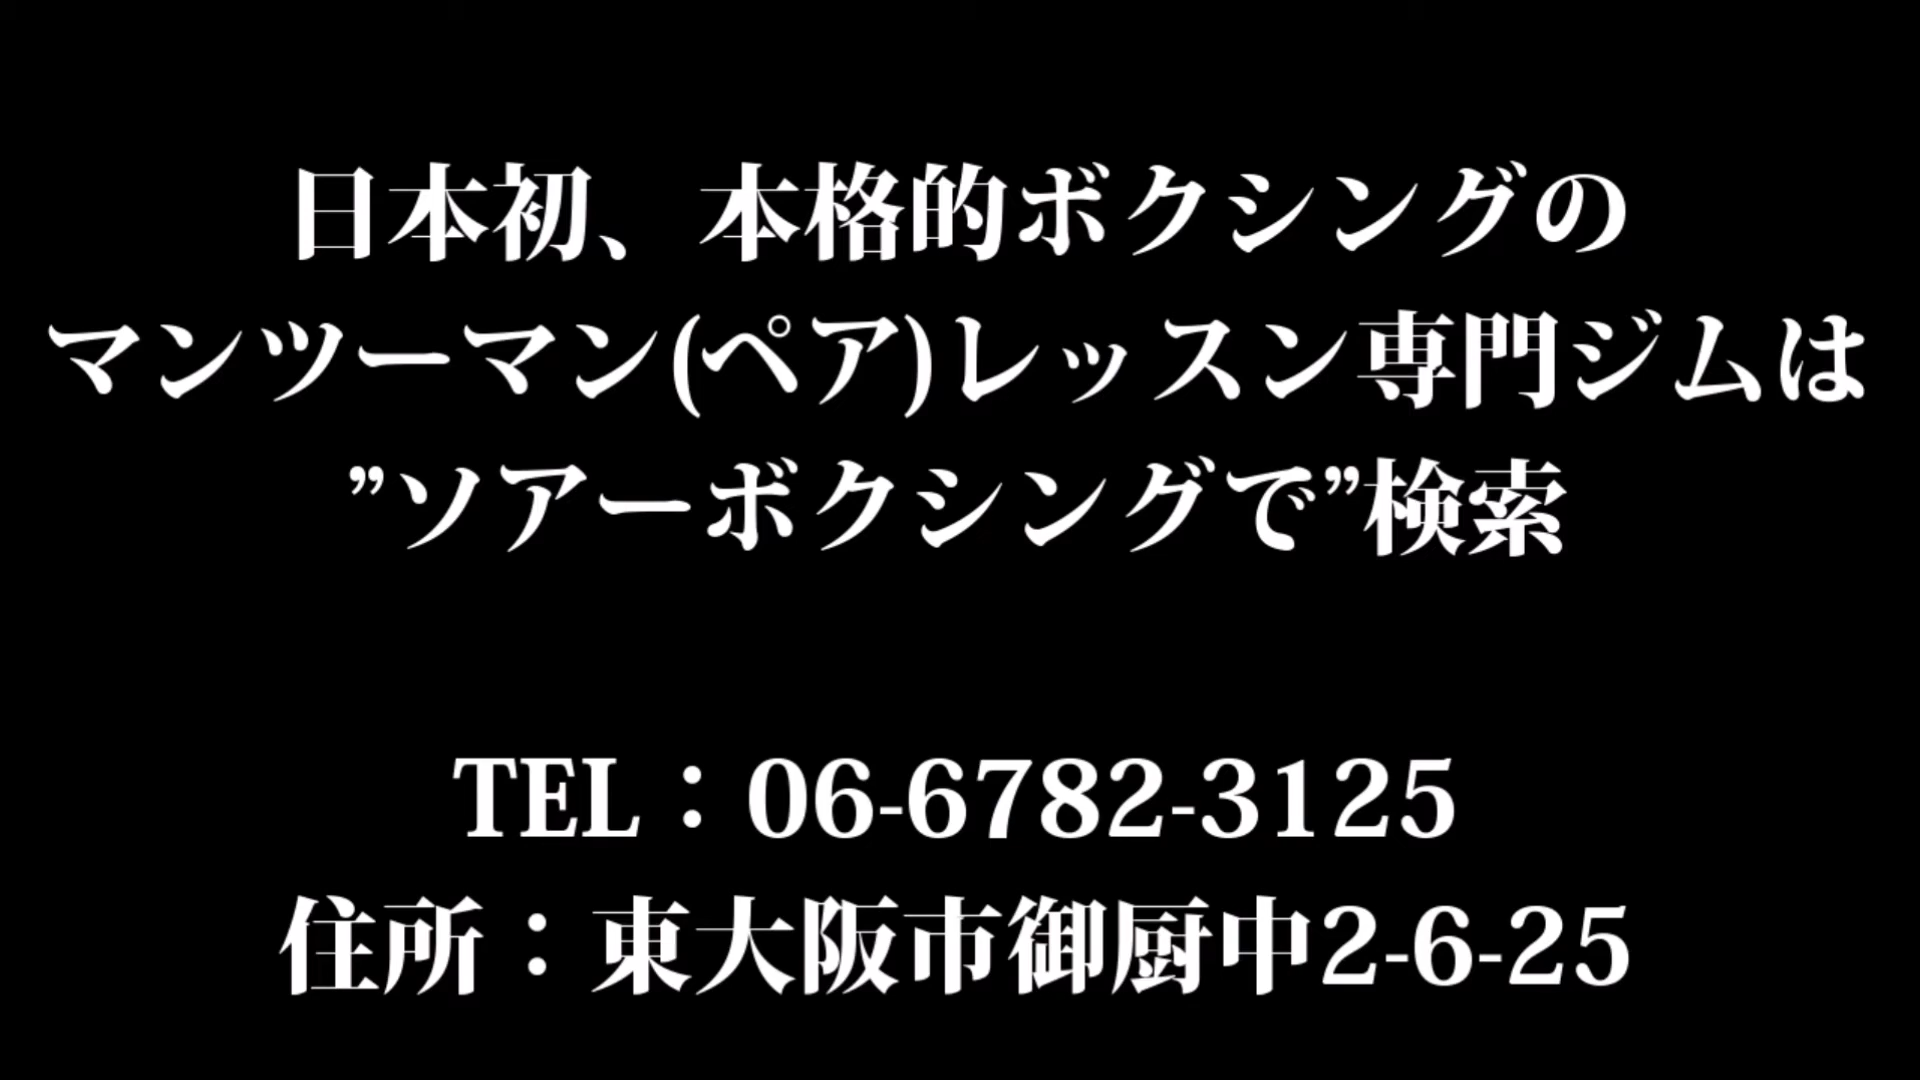 日本初、本格的ボクシングの
マンツーマン(ペア)レッスン専門ジムは
”ソアーボクシングで”検索
TEL：06-6782-3125
住所：東大阪市御厨中2-6-25